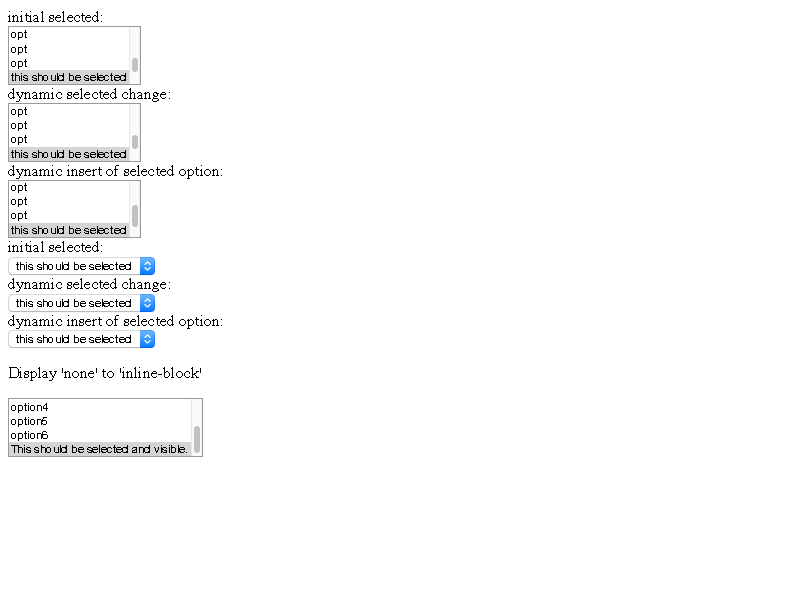 initial selected:
opt
opt
opt
this should be selected
dynamic selected change:
opt
opt
opt
this should be selected
dynamic insert of selected option:
opt
opt
opt
this should be selected
initial selected:
this should be selected
dynamic selected change:
this should be selected
dynamic insert of selected option:
this should be selected
Display 'none' to 'inline-block'
option4
option5
option6
This should be selected and visible.